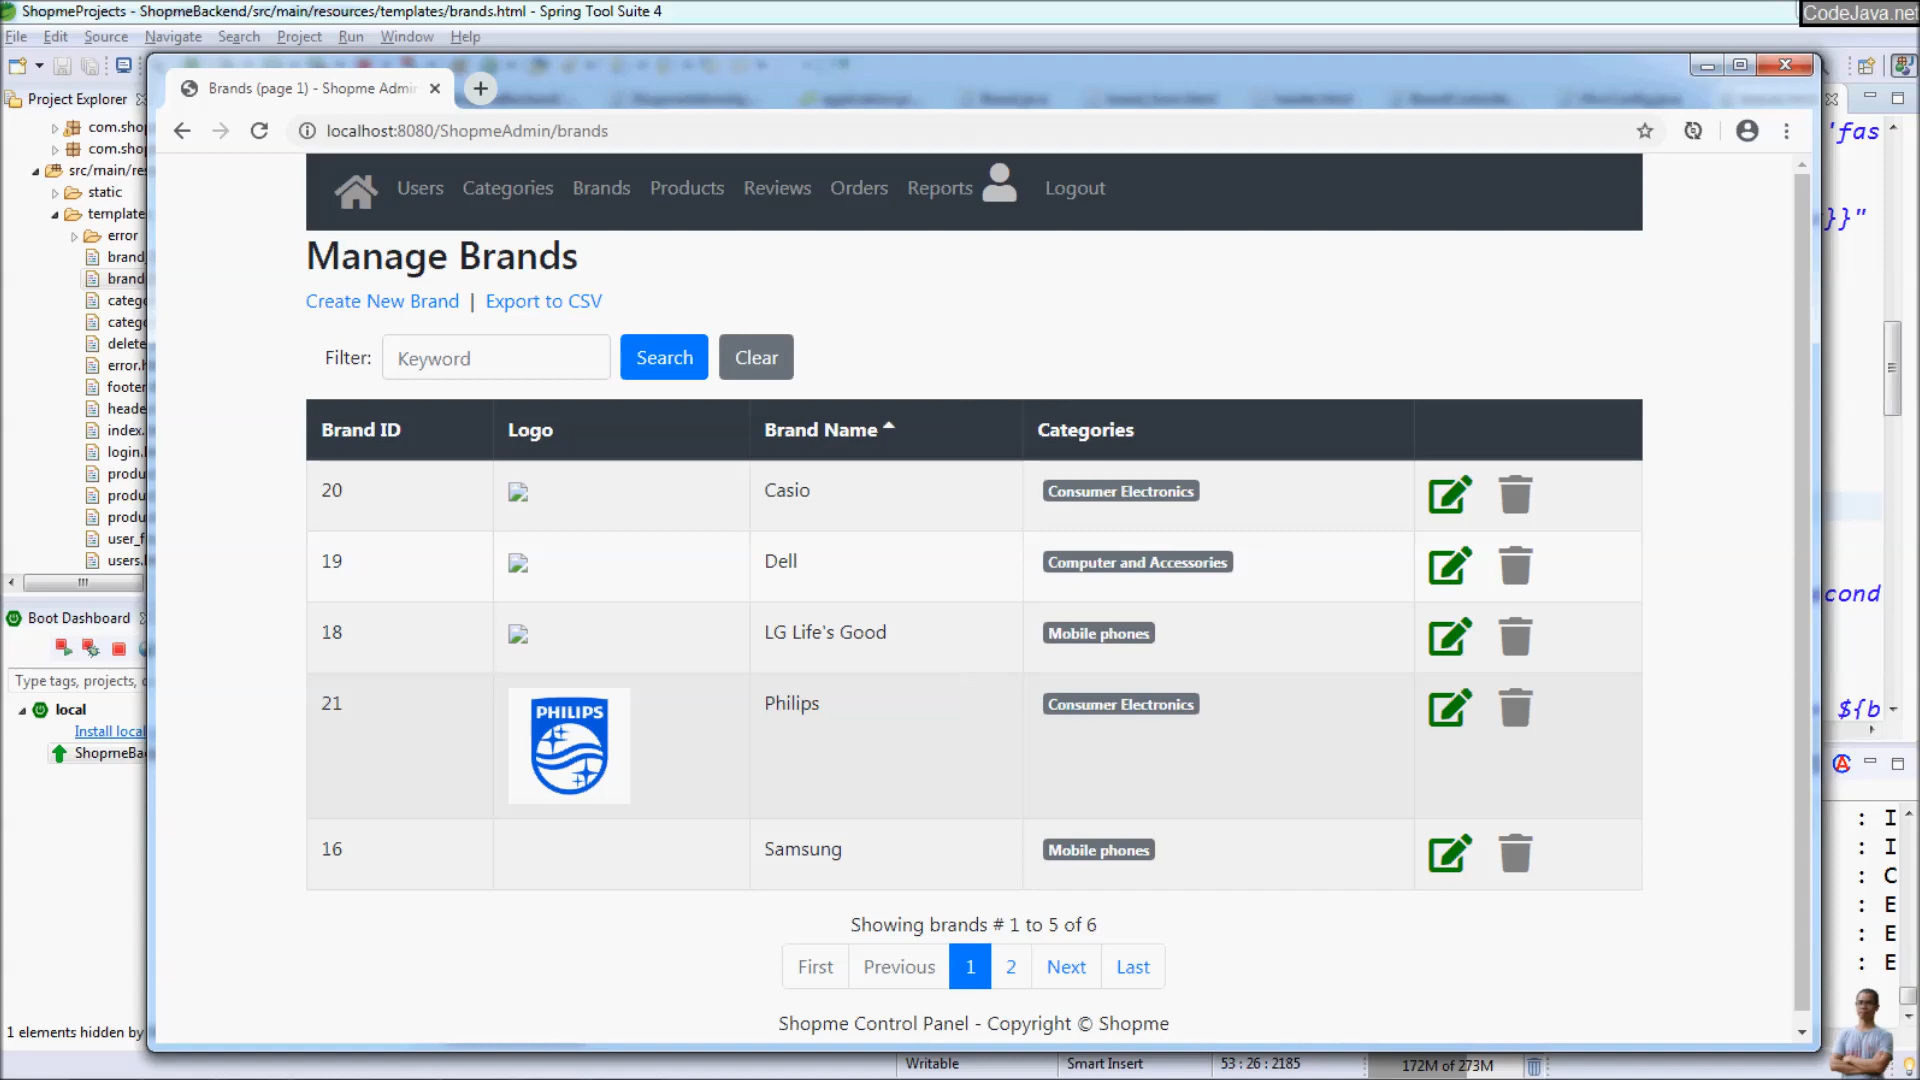 ShopmeProjects - ShopmeBackend/src/main/resources/templates/brands.html - Spring Tool Suite 4
CodeJava.net
File Edit Source Navigate Search Project Run Window Help
Brands (page 1) - Shopme Admin
Project Explorer
localhost:8080/ShopmeAdmin/brands
com.shop
com.shop
src/main/res
static
template
error
brand_
brand
catego
catego
delete
error.h
footer
heade
index.
login.l
produ
produ
produ
user_f
users.
Boot Dashboard
Type tags, projects, o
local
Install local
ShopmeBa
1 elements hidden by
Users Categories Brands Products Reviews Orders Reports Logout
Manage Brands
Create New Brand | Export to CSV
Filter: Keyword Search Clear
Brand ID Logo Brand Name Categories
20 Casio Consumer Electronics
19 Dell Computer and Accessories
18 LG Life's Good Mobile phones
21 PHILIPS Philips Consumer Electronics
16 Samsung Mobile phones
Showing brands # 1 to 5 of 6
First Previous 1 2 Next Last
Shopme Control Panel - Copyright © Shopme
'fas
}}"
cond
${b
: I
: I
: C
: E
: E
: E
Writable Smart Insert 53 : 26 : 2185 172M of 273M